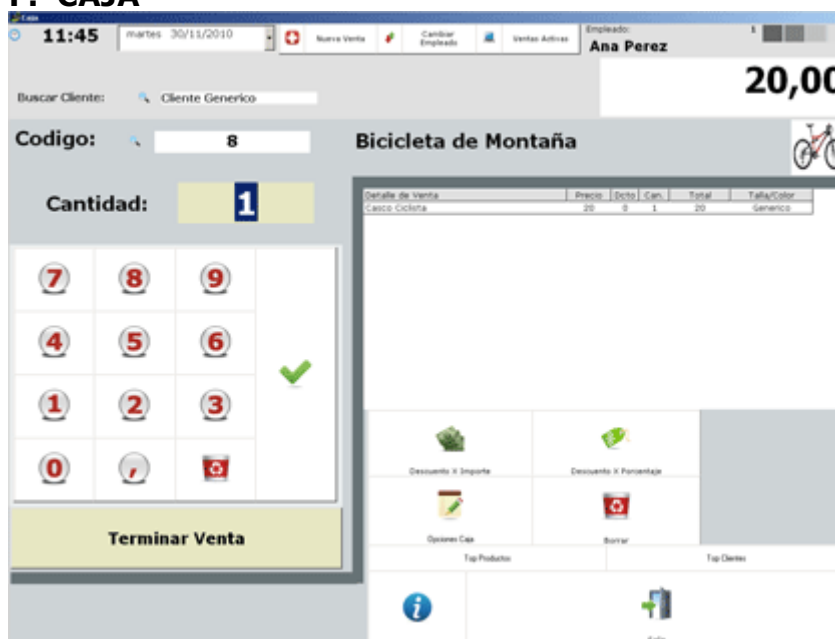 F. CAJA
Caja
11:45 martes 30/11/2010 Nueva Venta Cambiar Empleado Ventas Activas Empleado: Ana Perez 1
20,00
Buscar Cliente: Cliente Generico
Codigo: 8 Bicicleta de Montaña
Cantidad: 1
Detalle de Venta Precio Dcto Can. Total Talla/Color
Casco Ciclista 20 0 1 20 Generico
7 8 9
4 5 6
1 2 3
0 ,
Descuento X Importe Descuento X Porcentaje
Opciones Caja Borrar
Terminar Venta
Top Productos Top Clientes